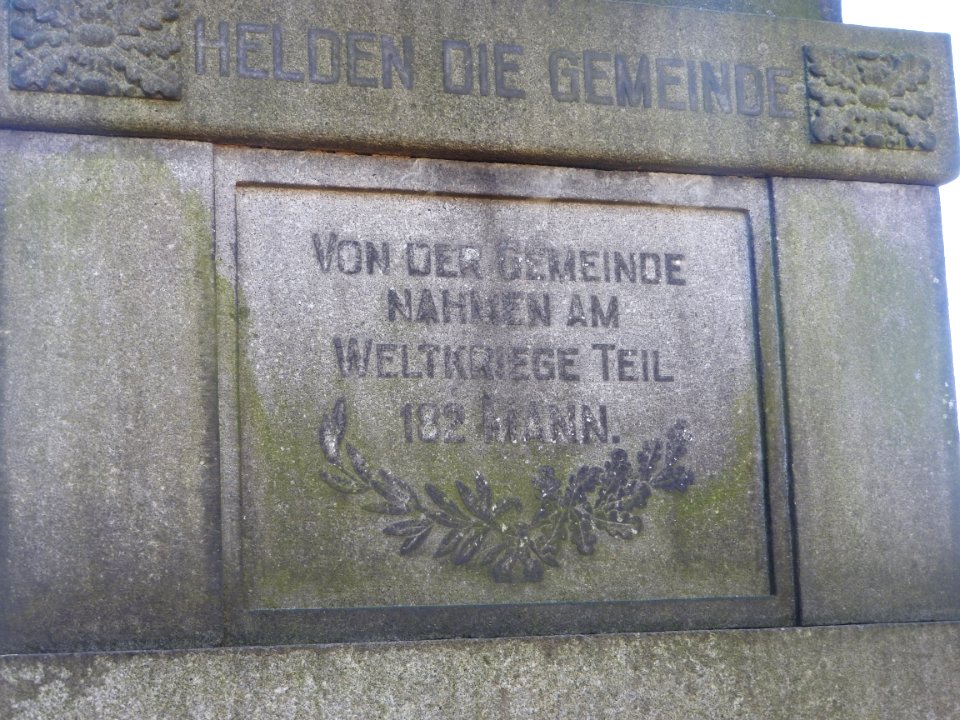 HELDEN DIE GEMEINDE
VON DER GEMEINDE
NAHMEN AM
WELTKRIEGE TEIL
182 MANN.